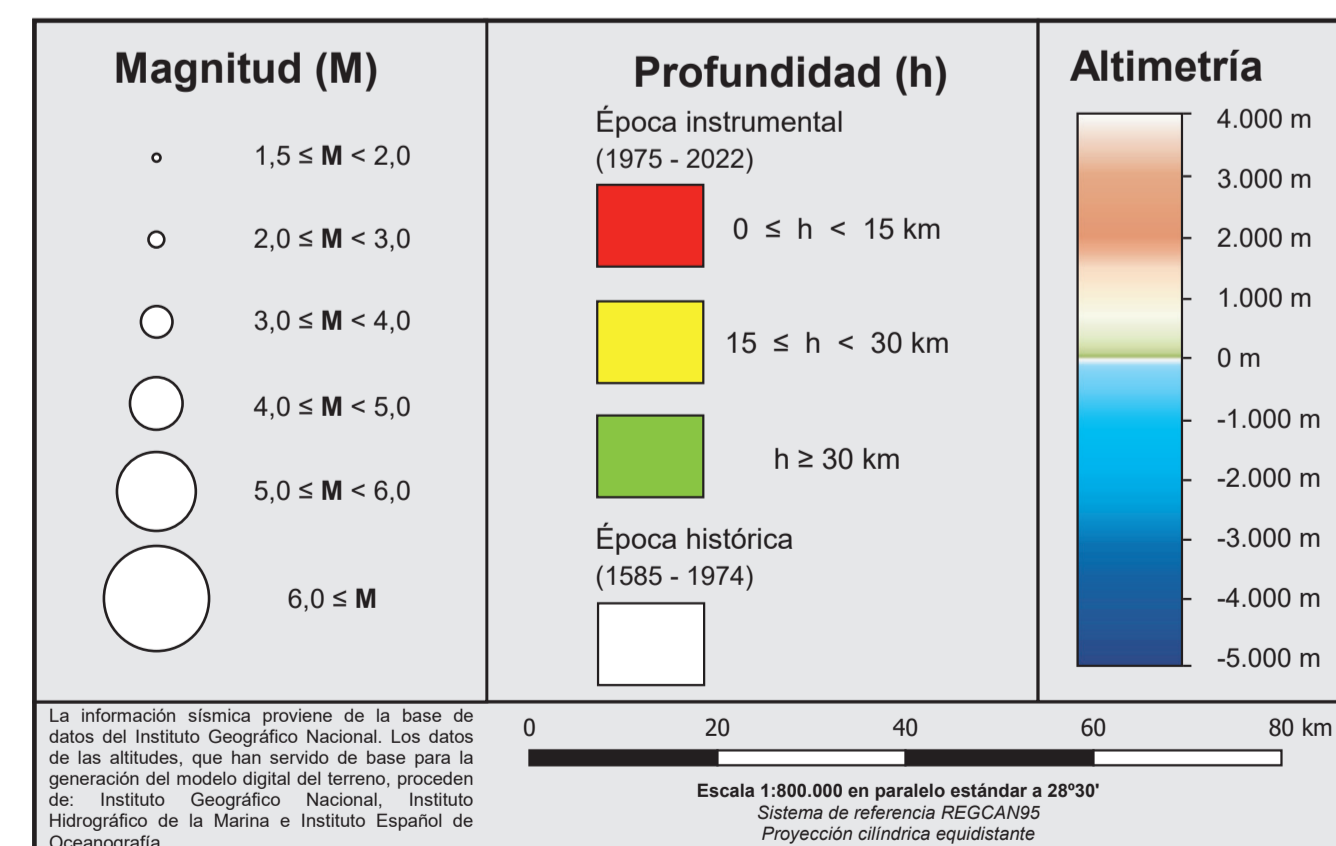 Magnitud (M)
1,5 ≤ M < 2,0
2,0 ≤ M < 3,0
3,0 ≤ M < 4,0
4,0 ≤ M < 5,0
5,0 ≤ M < 6,0
6,0 ≤ M
Profundidad (h)
Época instrumental
(1975 - 2022)
0 ≤ h < 15 km
15 ≤ h < 30 km
h ≥ 30 km
Época histórica
(1585 - 1974)
Altimetría
4.000 m
3.000 m
2.000 m
1.000 m
0 m
-1.000 m
-2.000 m
-3.000 m
-4.000 m
-5.000 m
La información sísmica proviene de la base de
datos del Instituto Geográfico Nacional. Los datos
de las altitudes, que han servido de base para la
generación del modelo digital del terreno, proceden
de: Instituto Geográfico Nacional, Instituto
Hidrográfico de la Marina e Instituto Español de
Oceanografía
0 20 40 60 80 km
Escala 1:800.000 en paralelo estándar a 28º30'
Sistema de referencia REGCAN95
Proyección cilíndrica equidistante